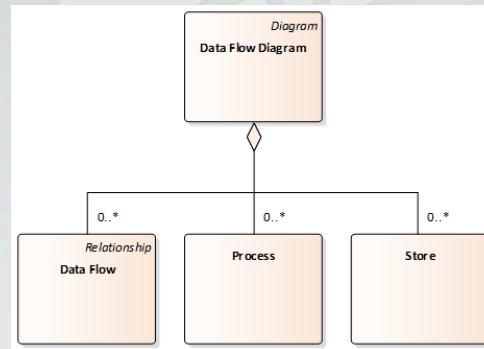 Diagram
Data Flow Diagram
0..*
0..*
0..*
Relationship
Data Flow
Process
Store